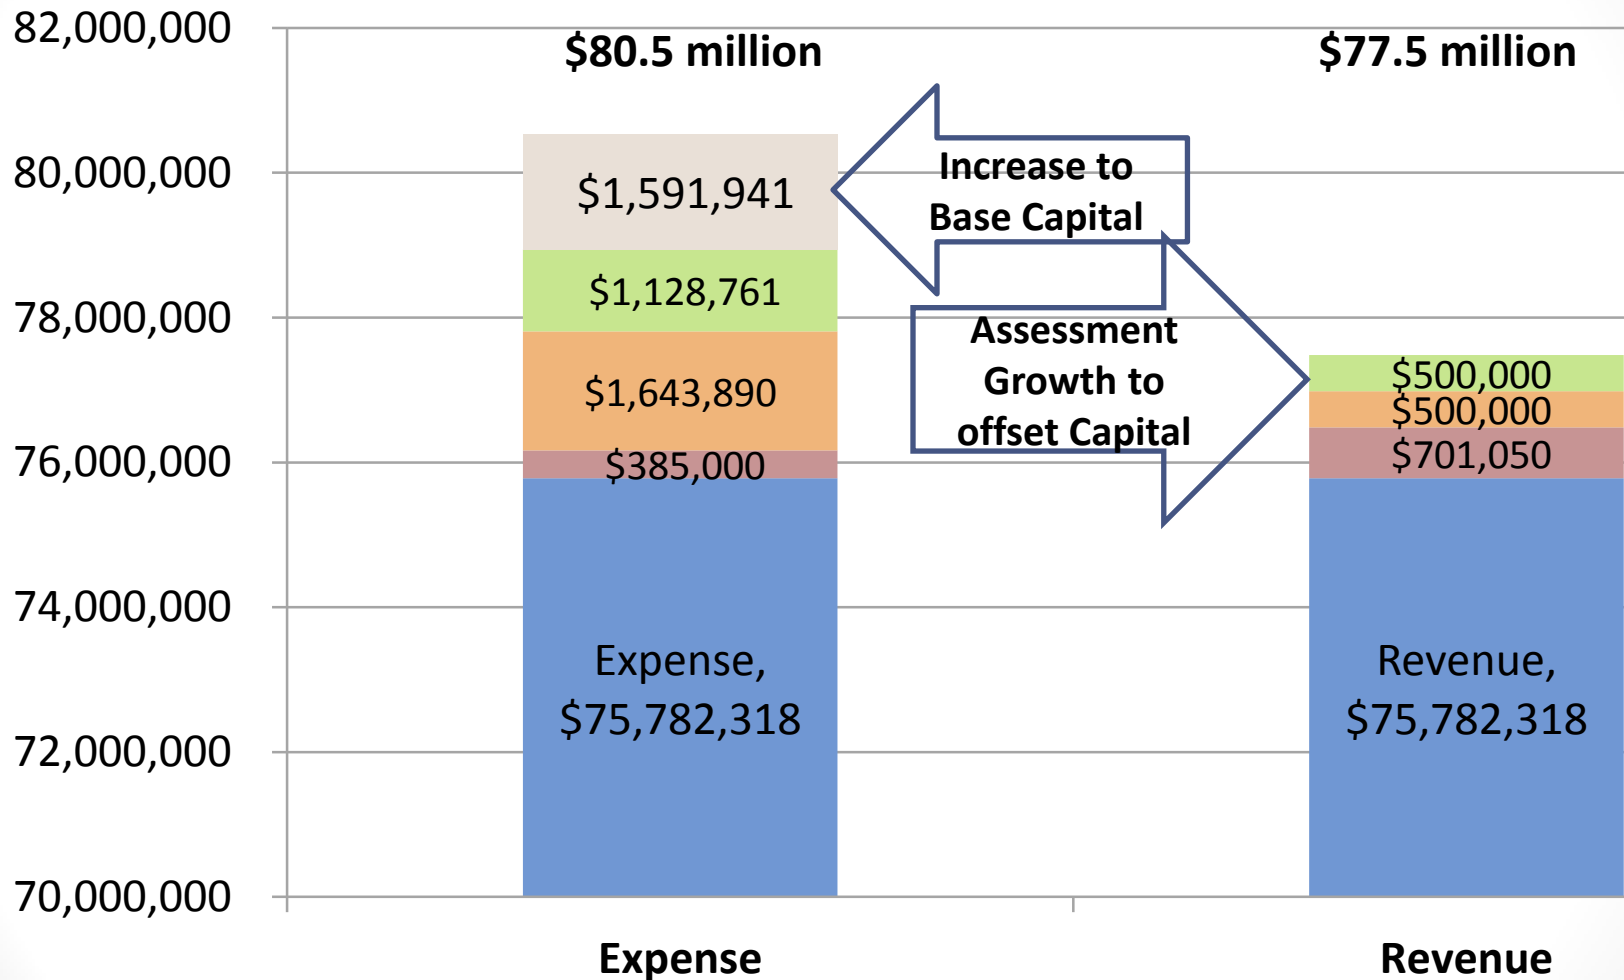 82,000,000
80,000,000
78,000,000
76,000,000
74,000,000
72,000,000
70,000,000
$80.5 million
$77.5 million
$1,591,941
$1,128,761
$1,643,890
$385,000
Expense,
$75,782,318
Increase to
Base Capital
Assessment
Growth to
offset Capital
$500,000
$500,000
$701,050
Revenue,
$75,782,318
Expense
Revenue